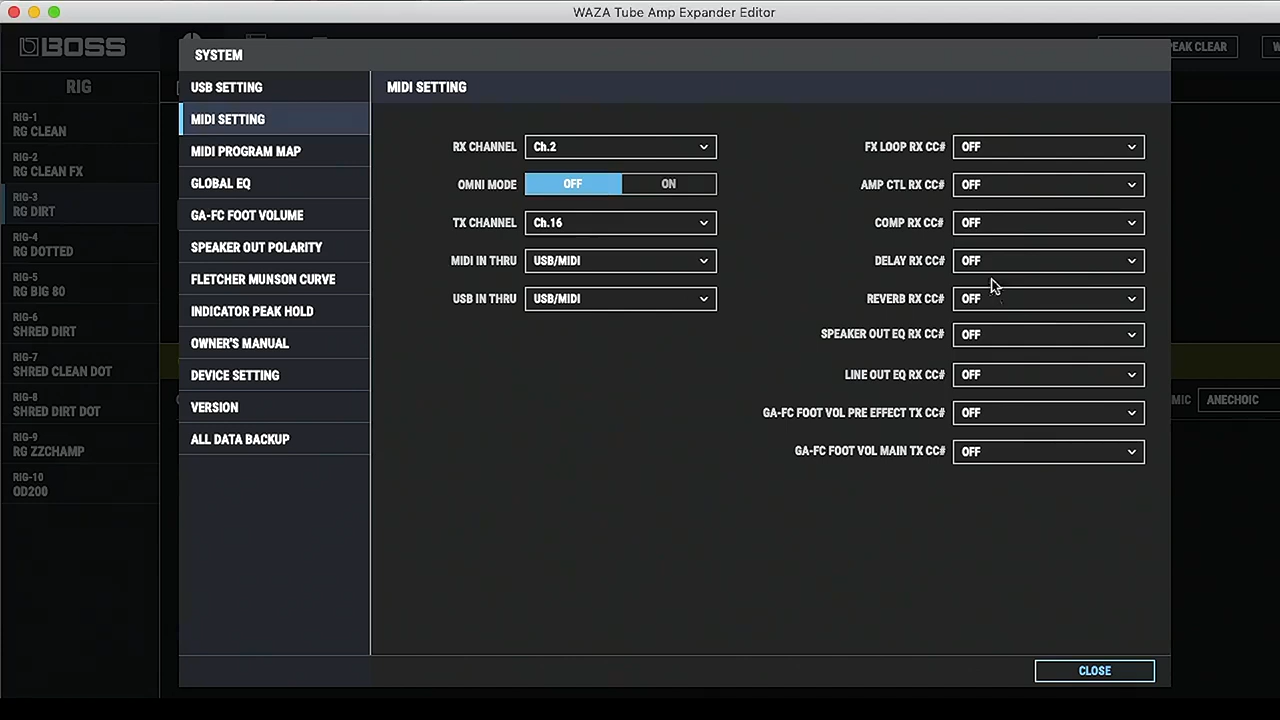 WAZA Tube Amp Expander Editor
BOSS
PEAK CLEAR
SYSTEM
RIG
RIG-1
RG CLEAN
RIG-2
RG CLEAN FX
RIG-3
RG DIRT
RIG-4
RG DOTTED
RIG-5
RG BIG 80
RIG-6
SHRED DIRT
RIG-7
SHRED CLEAN DOT
RIG-8
SHRED DIRT DOT
RIG-9
RG ZZCHAMP
RIG-10
OD200
USB SETTING
MIDI SETTING
MIDI PROGRAM MAP
GLOBAL EQ
GA-FC FOOT VOLUME
SPEAKER OUT POLARITY
FLETCHER MUNSON CURVE
INDICATOR PEAK HOLD
OWNER'S MANUAL
DEVICE SETTING
VERSION
ALL DATA BACKUP
MIDI SETTING
RX CHANNEL Ch.2
OMNI MODE OFF ON
TX CHANNEL Ch.16
MIDI IN THRU USB/MIDI
USB IN THRU USB/MIDI
FX LOOP RX CC# OFF
AMP CTL RX CC# OFF
COMP RX CC# OFF
DELAY RX CC# OFF
REVERB RX CC# OFF
SPEAKER OUT EQ RX CC# OFF
LINE OUT EQ RX CC# OFF
GA-FC FOOT VOL PRE EFFECT TX CC# OFF
GA-FC FOOT VOL MAIN TX CC# OFF
MIC ANECHOIC
CLOSE